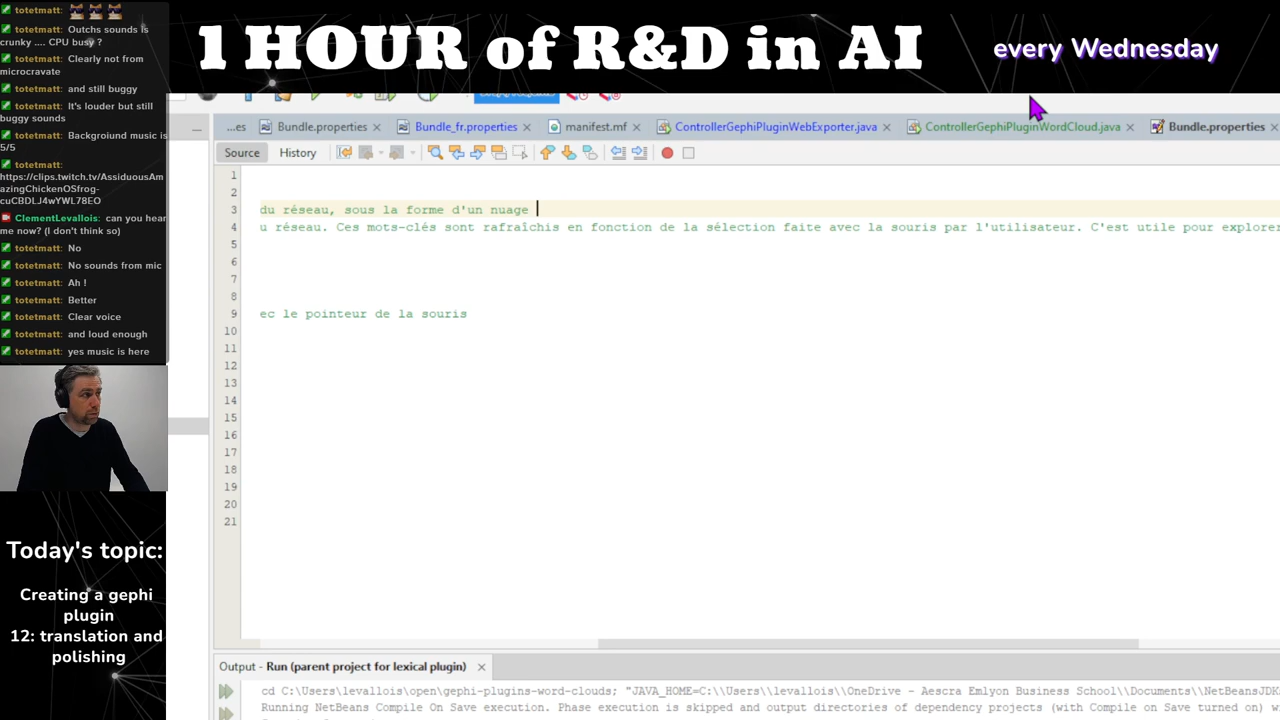 totetmatt:
totetmatt: Outchs sounds is
crunky .... CPU busy ?
totetmatt: Clearly not from
microcravate
totetmatt: and still buggy
totetmatt: It's louder but still
buggy sounds
totetmatt: Backgroiund music is
5/5
totetmatt:
https://clips.twitch.tv/AssiduousAm
azingChickenOSfrog-
cuCBDLJ4wYWL78EO
ClementLevallois: can you hear
me now? (I don't think so)
totetmatt: No
totetmatt: No sounds from mic
totetmatt: Ah !
totetmatt: Better
totetmatt: Clear voice
totetmatt: and loud enough
totetmatt: yes music is here
1 HOUR of R&D in AI
every Wednesday
...es
Bundle.properties
Bundle_fr.properties
manifest.mf
ControllerGephiPluginWebExporter.java
ControllerGephiPluginWordCloud.java
Bundle.properties
Source
History
1
2
3 du réseau, sous la forme d'un nuage
4 u réseau. Ces mots-clés sont rafraîchis en fonction de la sélection faite avec la souris par l'utilisateur. C'est utile pour explorer
5
6
7
8
9 ec le pointeur de la souris
10
11
12
13
14
15
16
17
18
19
20
21
Today's topic:
Creating a gephi
plugin
12: translation and
polishing
Output - Run (parent project for lexical plugin)
cd C:\Users\levallois\open\gephi-plugins-word-clouds; "JAVA_HOME=C:\\Users\\levallois\\OneDrive - Aescra Emlyon Business School\\Documents\\NetBeansJDK
Running NetBeans Compile On Save execution. Phase execution is skipped and output directories of dependency projects (with Compile on Save turned on) w